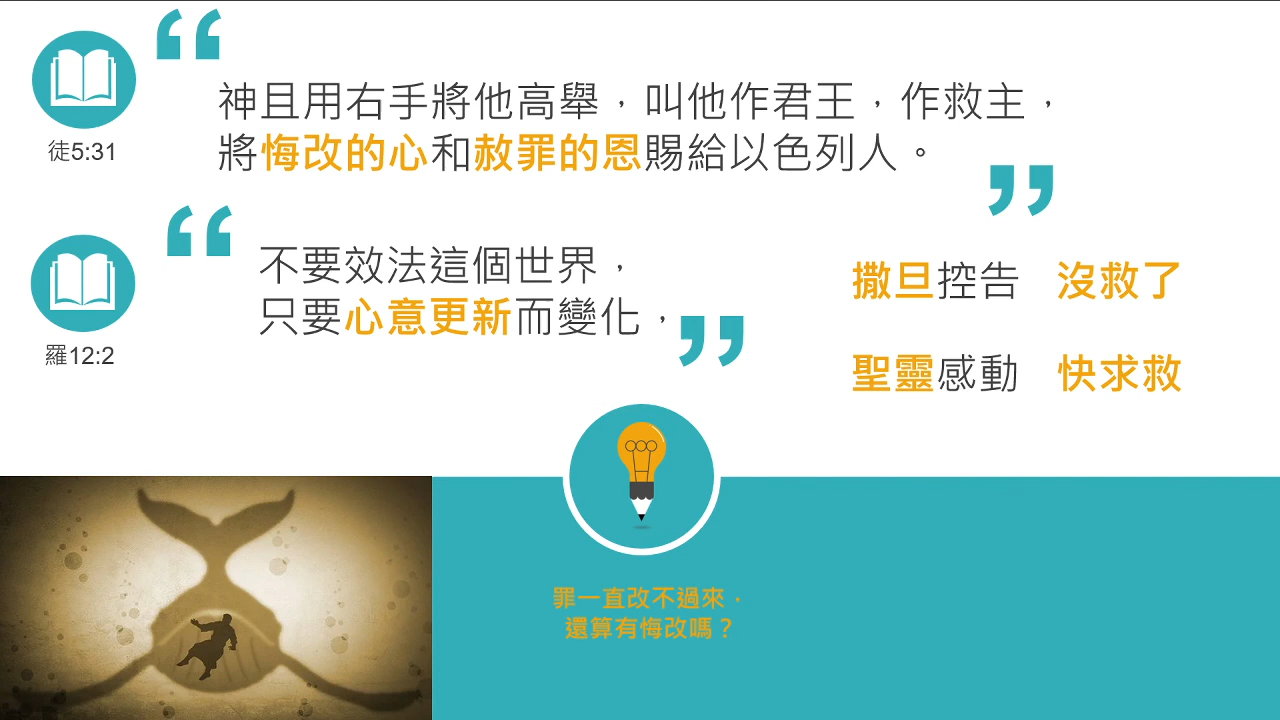 神且用右手將他高舉，叫他作君王，作救主，
將悔改的心和赦罪的恩賜給以色列人。
徒5:31
不要效法這個世界，
只要心意更新而變化，
羅12:2
撒旦控告　沒救了
聖靈感動　快求救
罪一直改不過來，
還算有悔改嗎？